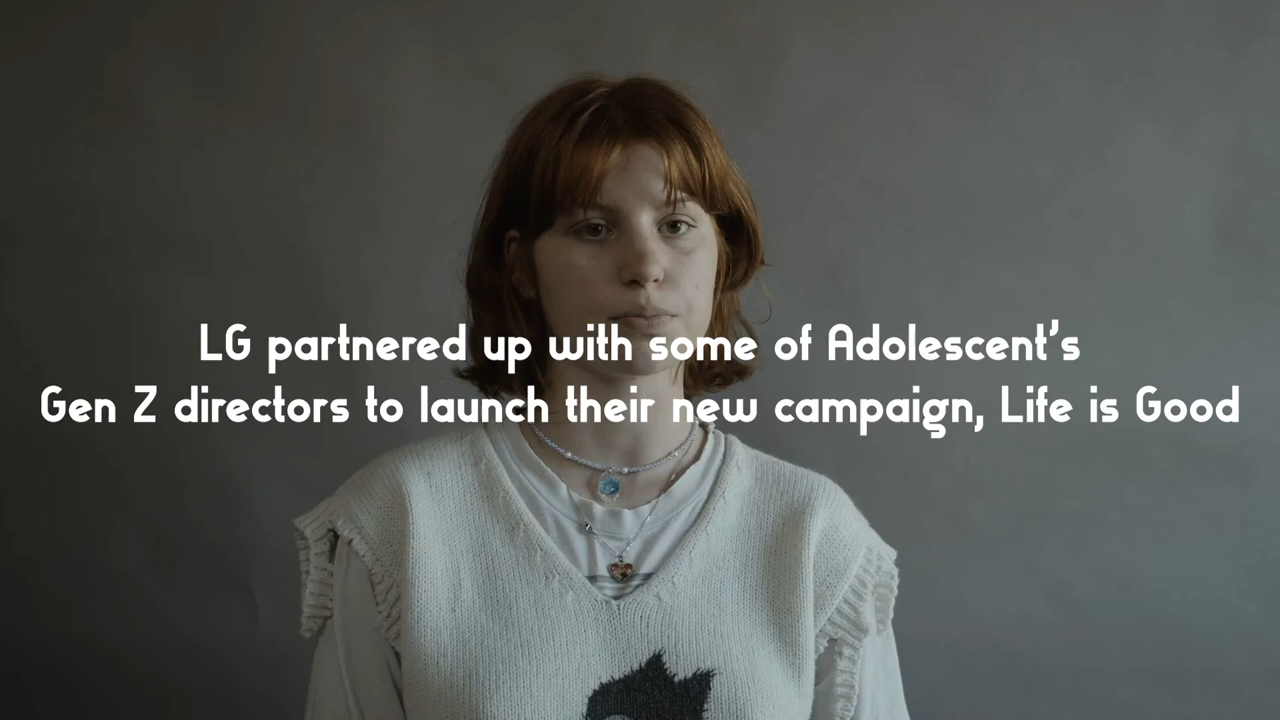 LG partnered up with some of Adolescent's
Gen Z directors to launch their new campaign, Life is Good